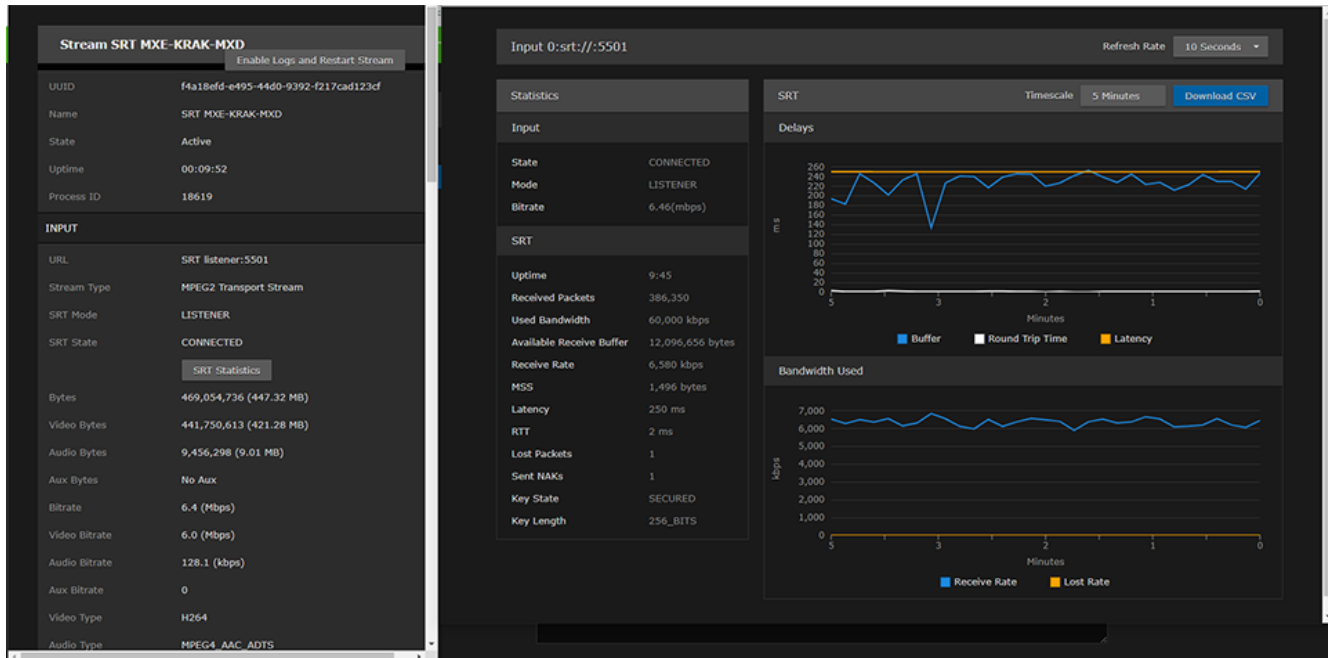 Stream SRT MXE-KRAK-MXD
Enable Logs and Restart Stream
UUID f4a18efd-e495-44d0-9392-f217cad123cf
Name SRT MXE-KRAK-MXD
State Active
Uptime 00:09:52
Process ID 18619
INPUT
URL SRT listener:5501
Stream Type MPEG2 Transport Stream
SRT Mode LISTENER
SRT State CONNECTED
SRT Statistics
Bytes 469,054,736 (447.32 MB)
Video Bytes 441,750,613 (421.28 MB)
Audio Bytes 9,456,298 (9.01 MB)
Aux Bytes No Aux
Bitrate 6.4 (Mbps)
Video Bitrate 6.0 (Mbps)
Audio Bitrate 128.1 (kbps)
Aux Bitrate 0
Video Type H264
Audio Type MPEG4_AAC_ADTS
Input 0:srt://:5501 Refresh Rate 10 Seconds
Statistics
Input
State CONNECTED
Mode LISTENER
Bitrate 6.46(mbps)
SRT
Uptime 9:45
Received Packets 386,350
Used Bandwidth 60,000 kbps
Available Receive Buffer 12,096,656 bytes
Receive Rate 6,580 kbps
MSS 1,496 bytes
Latency 250 ms
RTT 2 ms
Lost Packets 1
Sent NAKs 1
Key State SECURED
Key Length 256_BITS
SRT Timescale 5 Minutes Download CSV
Delays
260
240
220
200
180
160
140
120
100
80
60
40
20
0
ms
5 3 2 1 0
Minutes
Buffer Round Trip Time Latency
Bandwidth Used
7,000
6,000
5,000
4,000
3,000
2,000
1,000
0
kbps
5 3 2 1 0
Minutes
Receive Rate Lost Rate